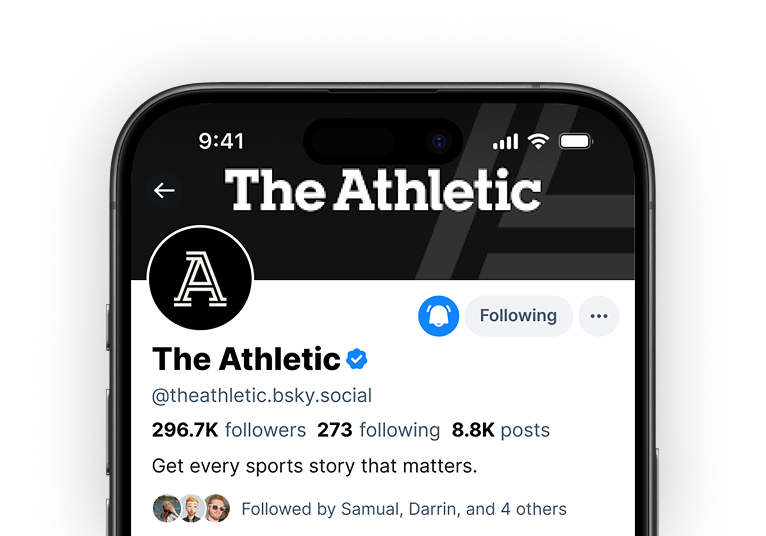 9:41
The Athletic
A
Following
The Athletic
@theathletic.bsky.social
296.7K followers 273 following 8.8K posts
Get every sports story that matters.
Followed by Samual, Darrin, and 4 others